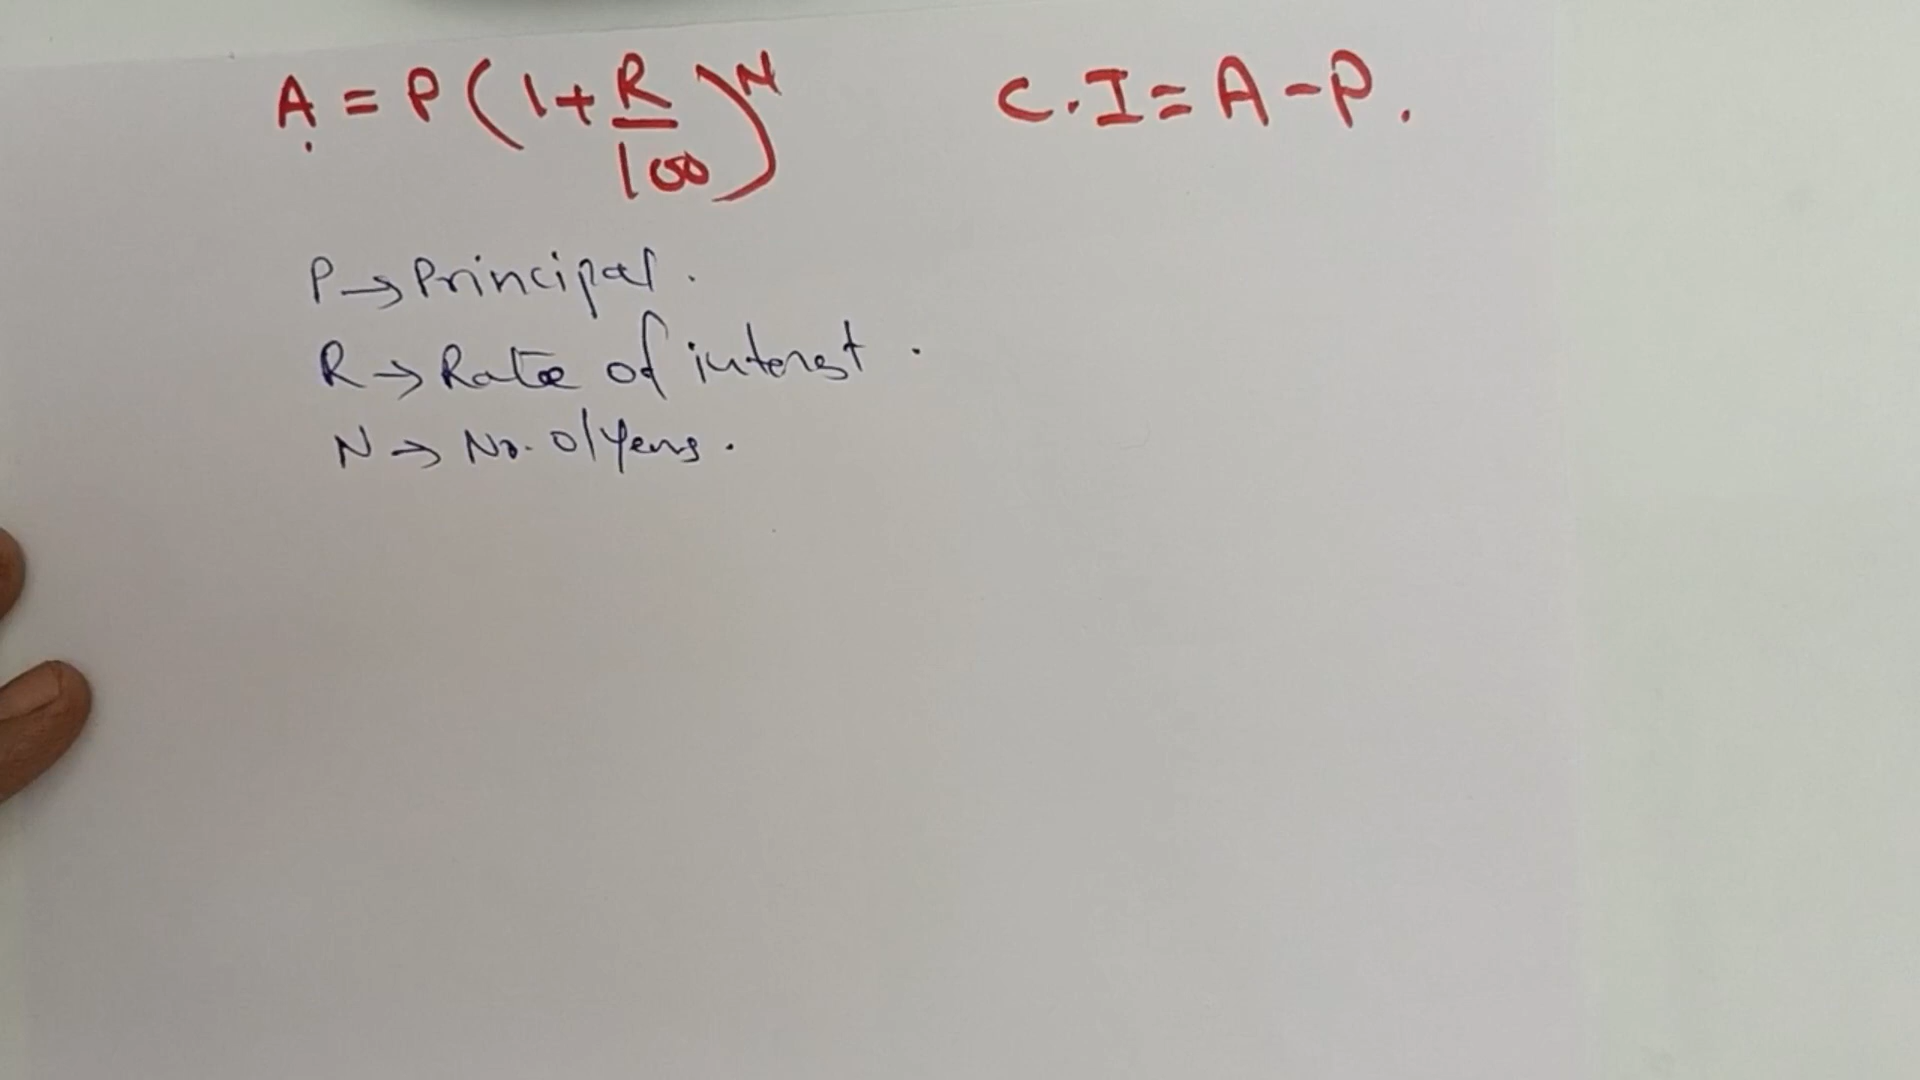 A = P(1+R/100)^N C.I = A-P.
P→Principal.
R→Rate of interest.
N→No. of Years.